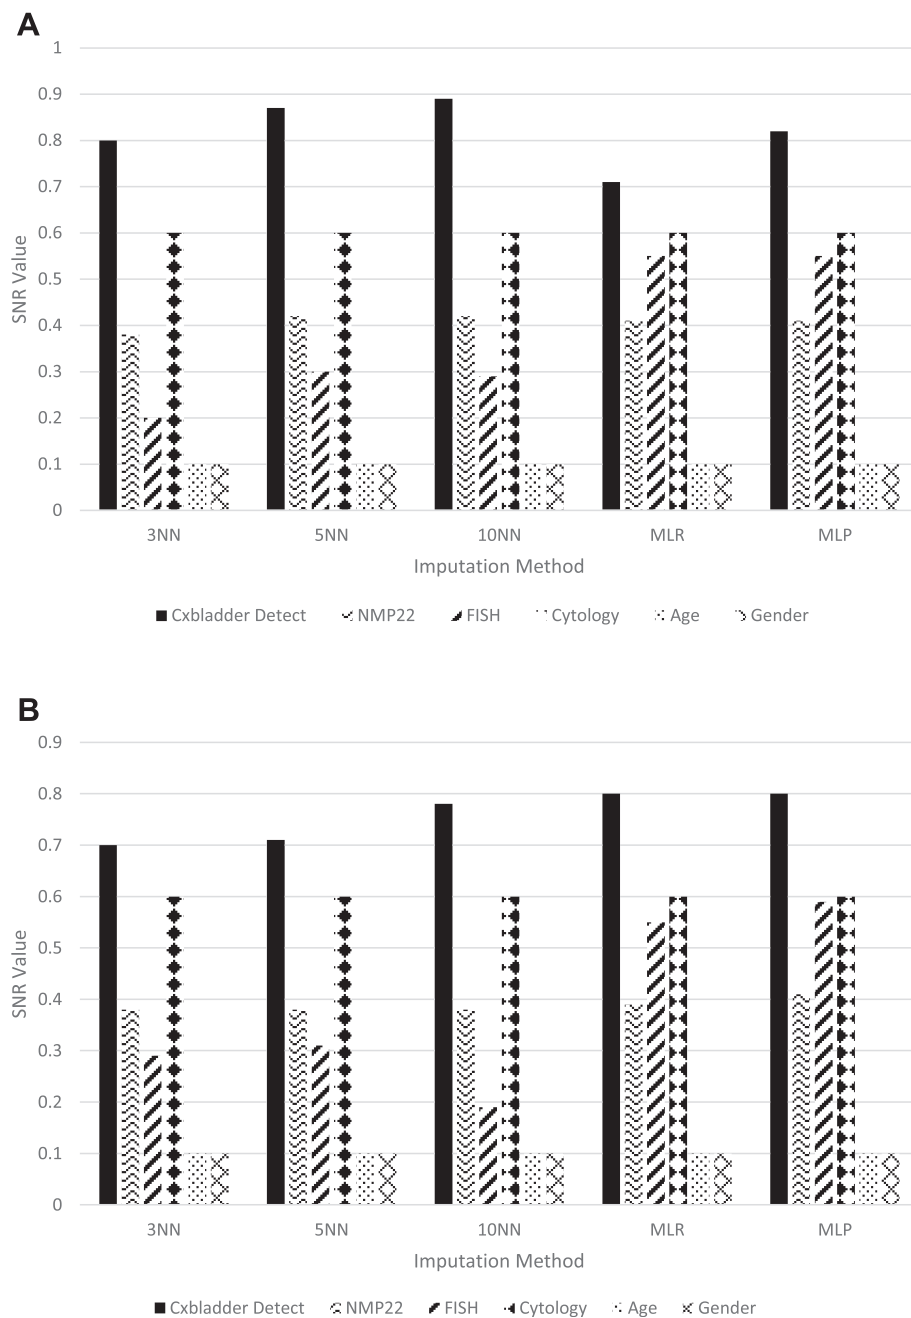 A
1
0.9
0.8
0.7
0.6
0.5
0.4
0.3
0.2
0.1
0
SNR Value
3NN 5NN 10NN MLR MLP
Imputation Method
Cxbladder Detect NMP22 FISH Cytology Age Gender
B
0.9
0.8
0.7
0.6
0.5
0.4
0.3
0.2
0.1
0
SNR Value
3NN 5NN 10NN MLR MLP
Imputation Method
Cxbladder Detect NMP22 FISH Cytology Age Gender